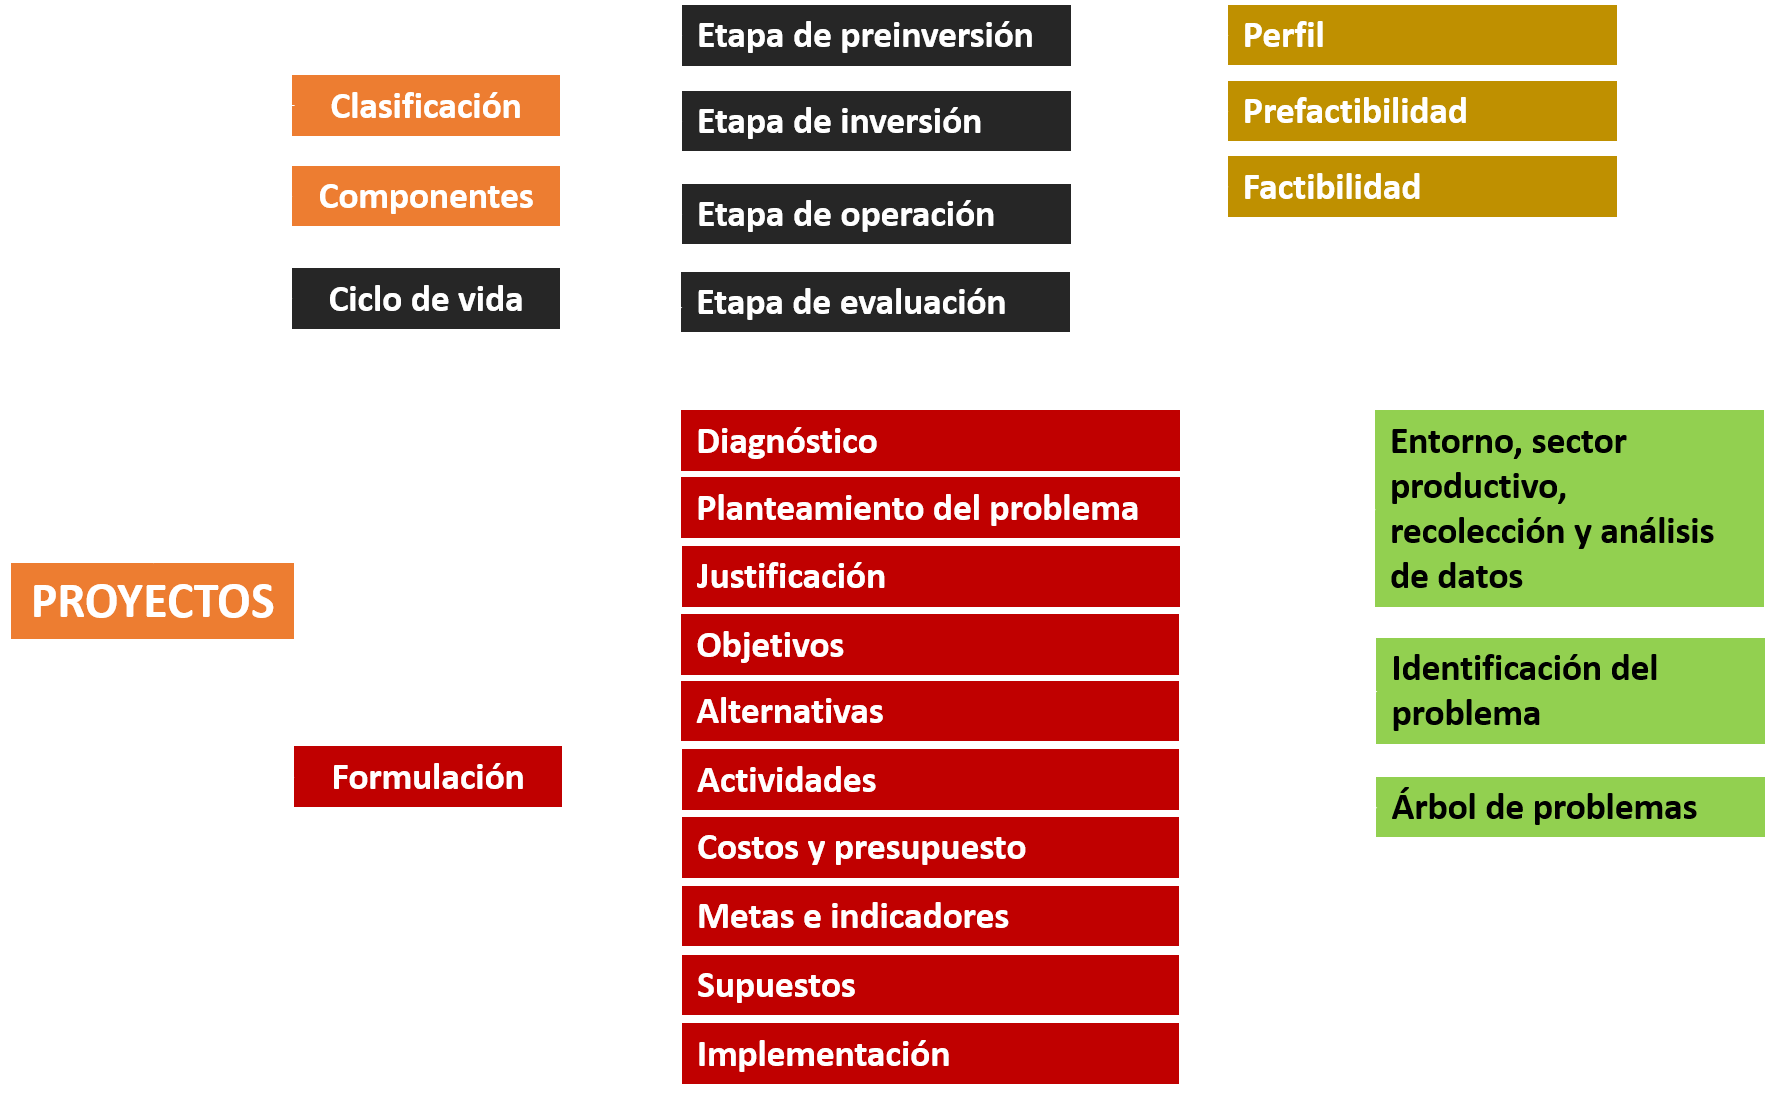 PROYECTOS
Clasificación
Componentes
Ciclo de vida
Etapa de preinversión
Etapa de inversión
Etapa de operación
Etapa de evaluación
Perfil
Prefactibilidad
Factibilidad
Formulación
Diagnóstico
Planteamiento del problema
Justificación
Objetivos
Alternativas
Actividades
Costos y presupuesto
Metas e indicadores
Supuestos
Implementación
Entorno, sector
productivo,
recolección y análisis
de datos
Identificación del
problema
Árbol de problemas